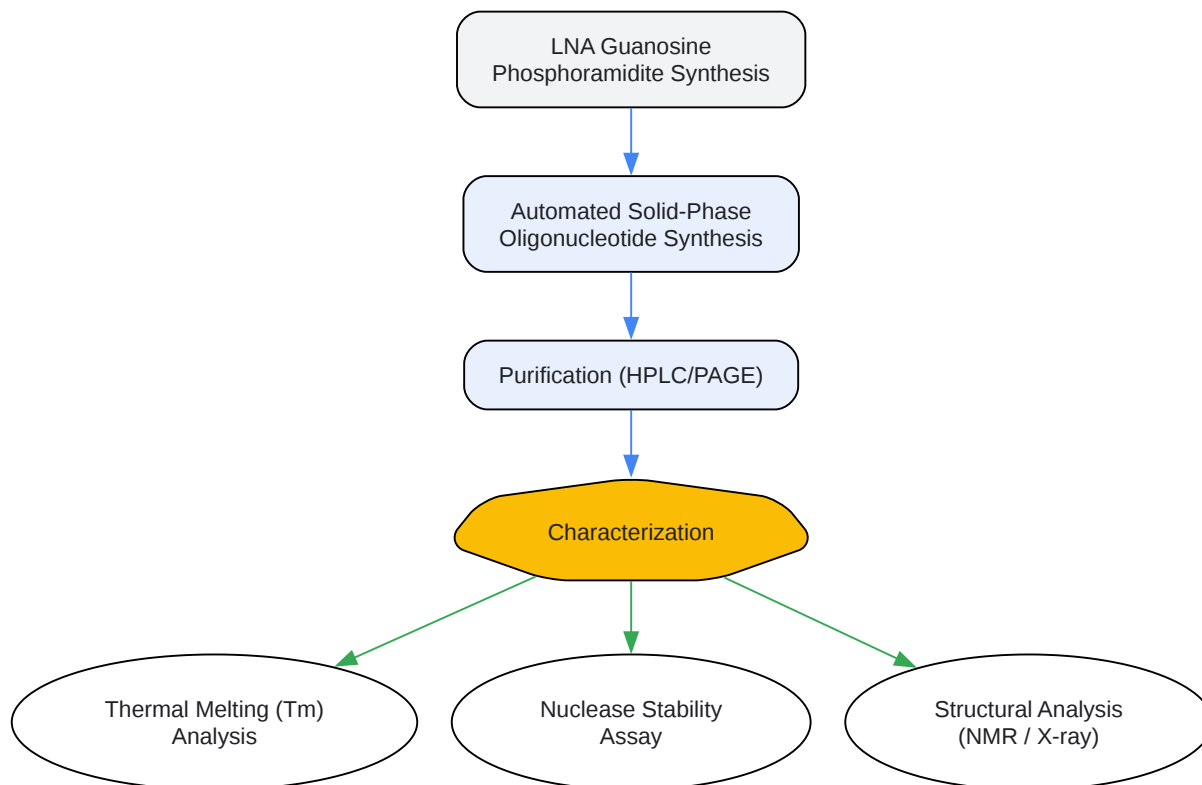 LNA Guanosine
Phosphoramidite Synthesis
Automated Solid-Phase
Oligonucleotide Synthesis
Purification (HPLC/PAGE)
Characterization
Thermal Melting (Tm)
Analysis
Nuclease Stability
Assay
Structural Analysis
(NMR / X-ray)